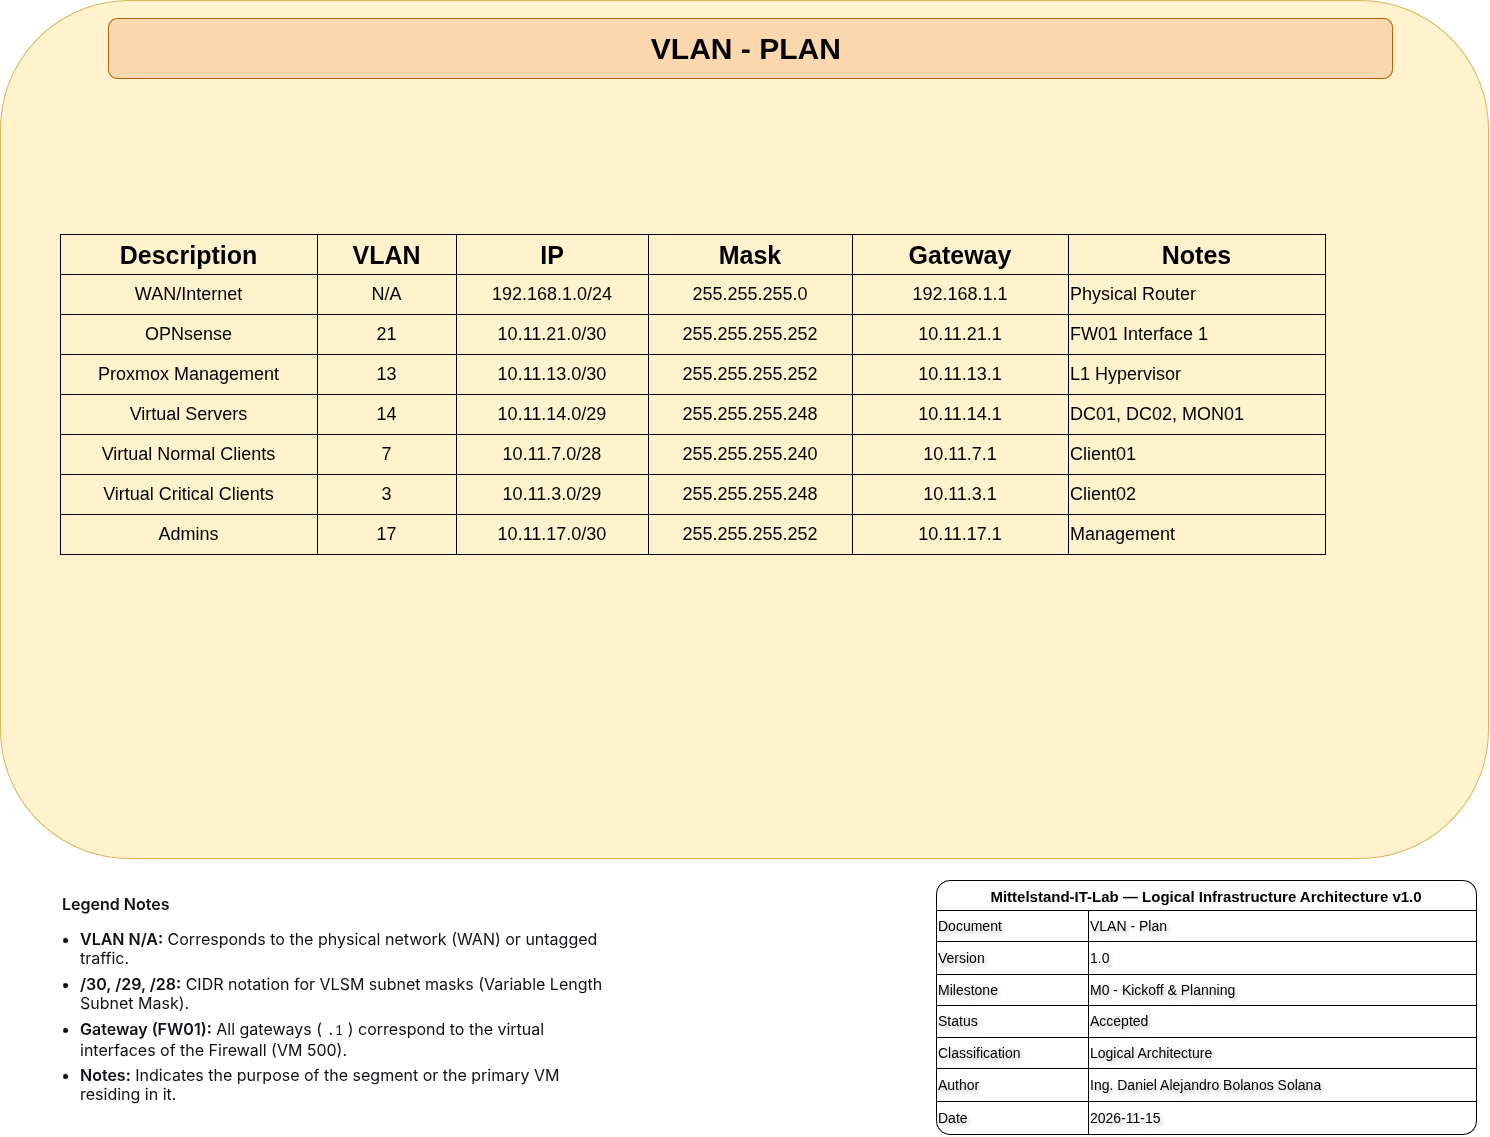 VLAN - PLAN
Description VLAN IP Mask Gateway Notes
WAN/Internet N/A 192.168.1.0/24 255.255.255.0 192.168.1.1 Physical Router
OPNsense 21 10.11.21.0/30 255.255.255.252 10.11.21.1 FW01 Interface 1
Proxmox Management 13 10.11.13.0/30 255.255.255.252 10.11.13.1 L1 Hypervisor
Virtual Servers 14 10.11.14.0/29 255.255.255.248 10.11.14.1 DC01, DC02, MON01
Virtual Normal Clients 7 10.11.7.0/28 255.255.255.240 10.11.7.1 Client01
Virtual Critical Clients 3 10.11.3.0/29 255.255.255.248 10.11.3.1 Client02
Admins 17 10.11.17.0/30 255.255.255.252 10.11.17.1 Management
Legend Notes
• VLAN N/A: Corresponds to the physical network (WAN) or untagged
traffic.
• /30, /29, /28: CIDR notation for VLSM subnet masks (Variable Length
Subnet Mask).
• Gateway (FW01): All gateways ( .1 ) correspond to the virtual
interfaces of the Firewall (VM 500).
• Notes: Indicates the purpose of the segment or the primary VM
residing in it.
Mittelstand-IT-Lab — Logical Infrastructure Architecture v1.0
Document VLAN - Plan
Version 1.0
Milestone M0 - Kickoff & Planning
Status Accepted
Classification Logical Architecture
Author Ing. Daniel Alejandro Bolanos Solana
Date 2026-11-15